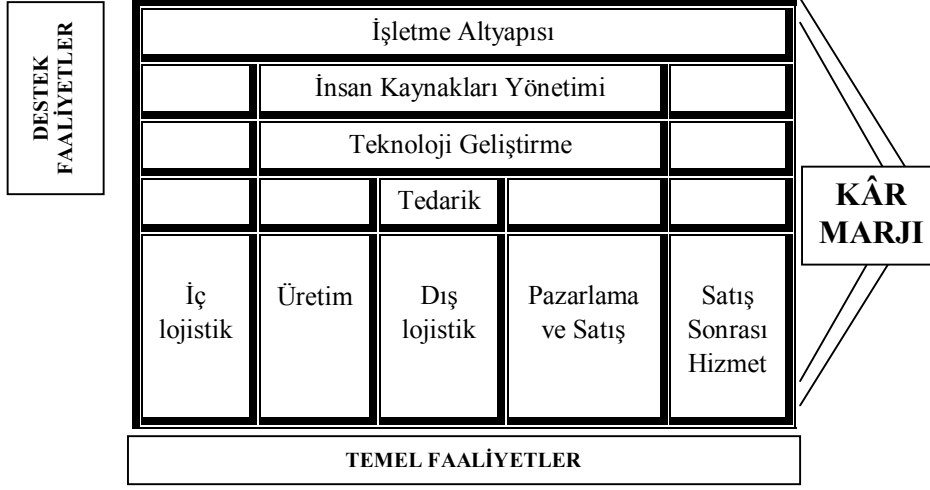 DESTEK
FAALİYETLER
İşletme Altyapısı
İnsan Kaynakları Yönetimi
Teknoloji Geliştirme
Tedarik
İç
lojistik
Üretim
Dış
lojistik
Pazarlama
ve Satış
Satış
Sonrası
Hizmet
KÂR
MARJI
TEMEL FAALİYETLER